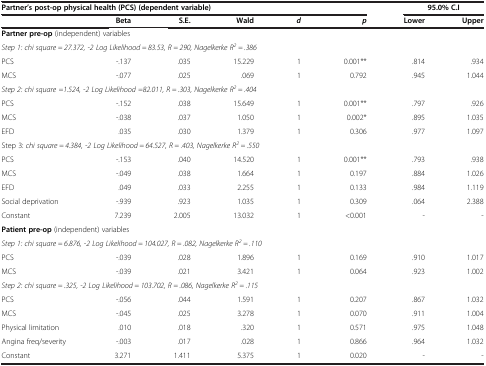 Partner's post-op physical health (PCS) (dependent variable) 95.0% C.I
Beta S.E. Wald d p Lower Upper
Partner pre-op (independent) variables
Step 1: chi square = 27.372, -2 Log Likelihood = 83.53, R = 290, Nagelkerke R² = .386
PCS -.137 .035 15.229 1 0.001** .814 .934
MCS -.077 .025 .069 1 0.792 .945 1.044
Step 2: chi square =1.524, -2 Log Likelihood =82.011, R = .303, Nagelkerke R² = .404
PCS -.152 .038 15.649 1 0.001** .797 .926
MCS -.038 .037 1.050 1 0.002* .895 1.035
EFD .035 .030 1.379 1 0.306 .977 1.097
Step 3: chi square = 4.384, -2 Log Likelihood = 64.527, R = .403, Nagelkerke R² = .550
PCS -.153 .040 14.520 1 0.001** .793 .938
MCS -.049 .038 1.664 1 0.197 .884 1.026
EFD .049 .033 2.255 1 0.133 .984 1.119
Social deprivation -.939 .923 1.035 1 0.309 .064 2.388
Constant 7.239 2.005 13.032 1 <0.001 - -
Patient pre-op (independent) variables
Step 1: chi square = 6.876, -2 Log Likelihood = 104.027, R = .082, Nagelkerke R² = .110
PCS -.039 .028 1.896 1 0.169 .910 1.017
MCS -.039 .021 3.421 1 0.064 .923 1.002
Step 2: chi square = .325, -2 Log Likelihood = 103.702, R = .086, Nagelkerke R² = .115
PCS -.056 .044 1.591 1 0.207 .867 1.032
MCS -.045 .025 3.278 1 0.070 .911 1.004
Physical limitation .010 .018 .320 1 0.571 .975 1.048
Angina freq/severity -.003 .017 .028 1 0.866 .964 1.032
Constant 3.271 1.411 5.375 1 0.020 - -